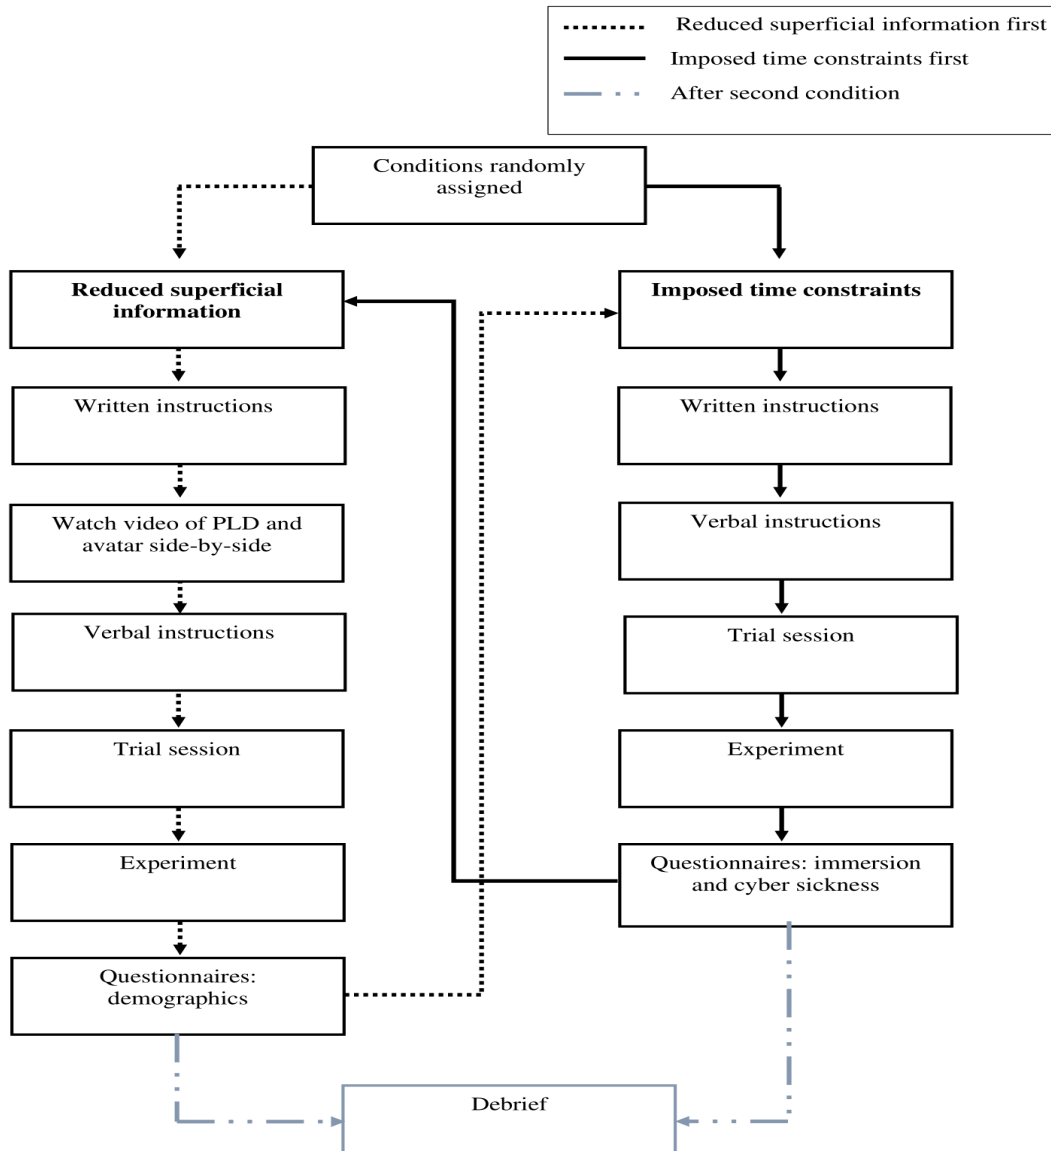 Reduced superficial information first
Imposed time constraints first
After second condition
Conditions randomly
assigned
Reduced superficial
information
Written instructions
Watch video of PLD and
avatar side-by-side
Verbal instructions
Trial session
Experiment
Questionnaires:
demographics
Imposed time constraints
Written instructions
Verbal instructions
Trial session
Experiment
Questionnaires: immersion
and cyber sickness
Debrief